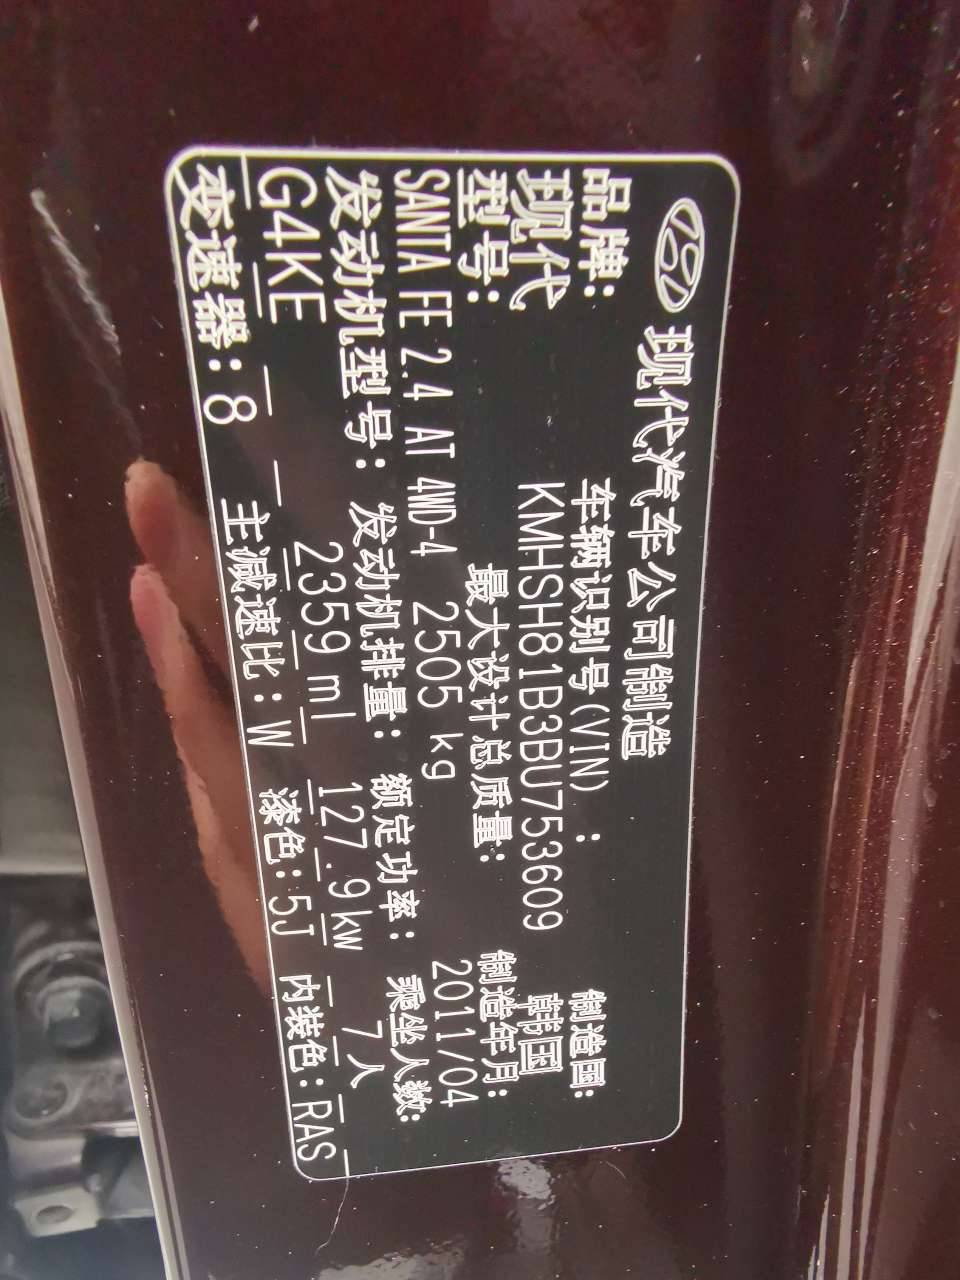 现代汽车公司制造
品牌: 车辆识别号(VIN) : 制造国:
现代 KMHSH81B3BU753609 韩国
型号: 最大设计总质量: 制造年月:
SANTA FE 2.4 AT 4WD-4 2505 kg 2011/04
发动机型号: 发动机排量: 额定功率: 乘坐人数:
G4KE 2359 ml 127.9kw 7人
变速器:8 主减速比:W 漆色:5J 内装色:RAS